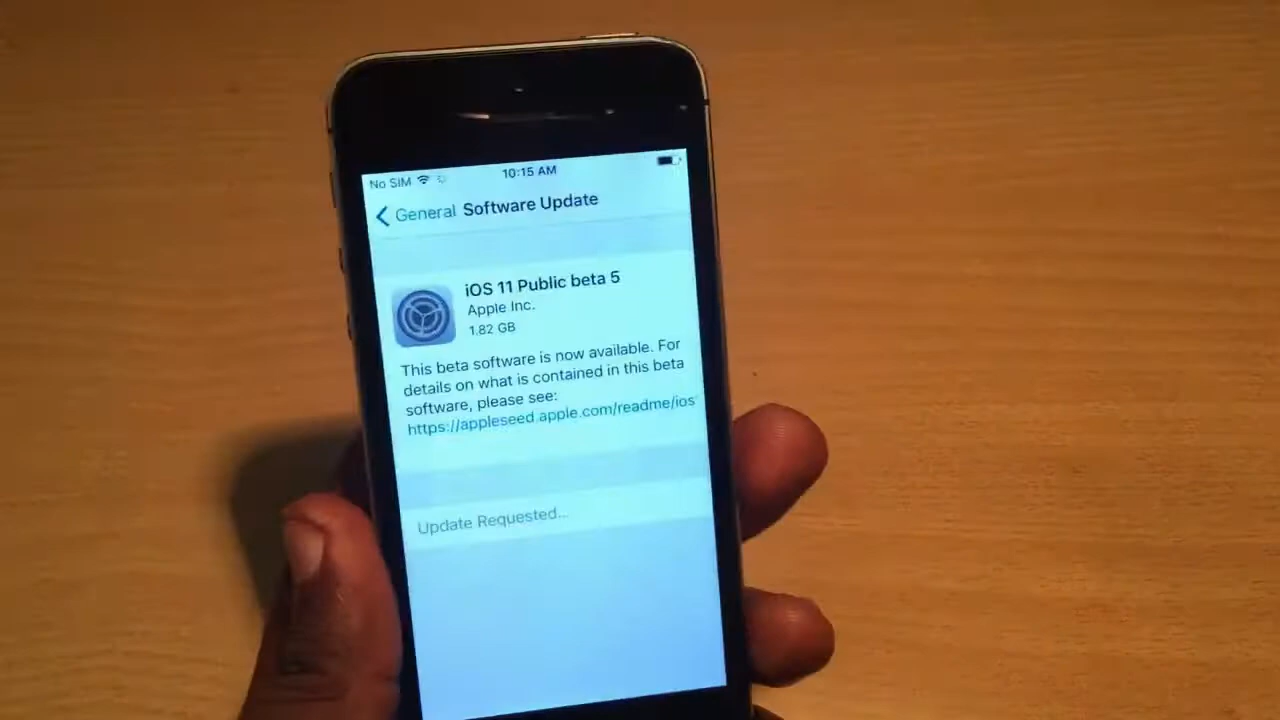 No SIM 10:15 AM
General Software Update
iOS 11 Public beta 5
Apple Inc.
1.82 GB
This beta software is now available. For
details on what is contained in this beta
software, please see:
https://appleseed.apple.com/readme/ios
Update Requested...